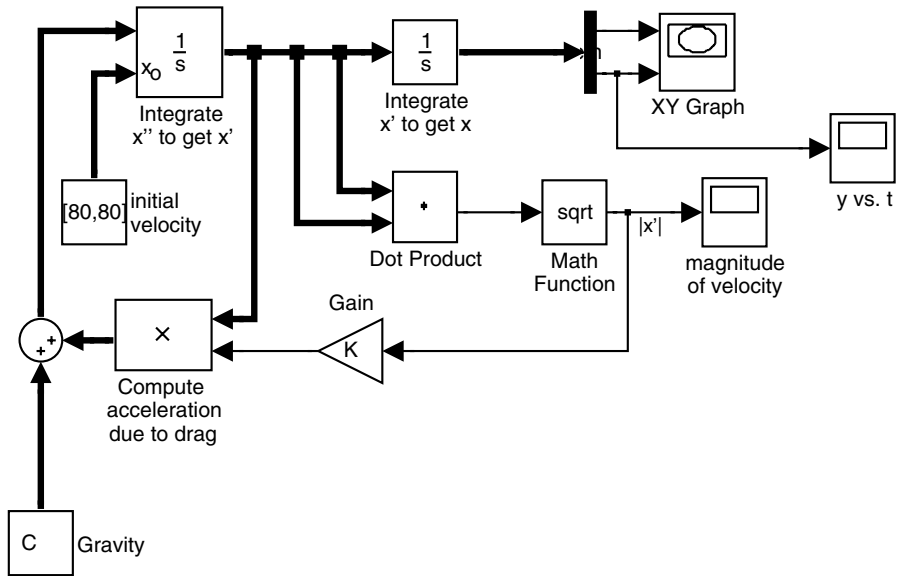 1
s
xo
Integrate
x'' to get x'
1
s
Integrate
x' to get x
XY Graph
y vs. t
[80,80]
initial
velocity
Dot Product
sqrt
Math
Function
|x'|
magnitude
of velocity
Gain
K
×
Compute
acceleration
due to drag
+
+
C
Gravity